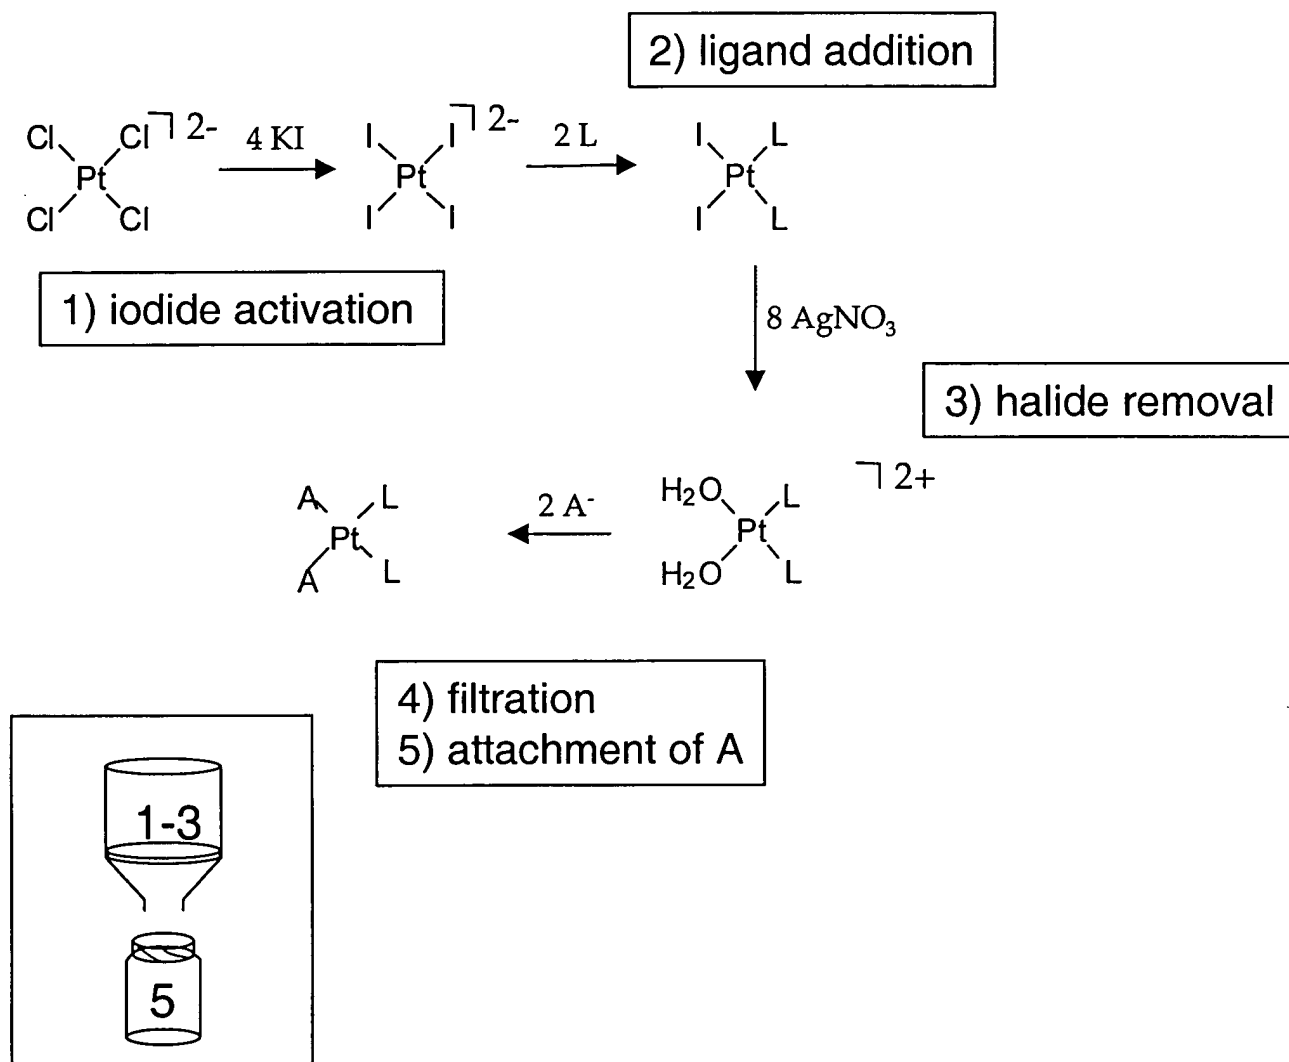 2) ligand addition
Cl Cl 2-
Pt
Cl Cl
4 KI
I I 2-
Pt
I I
2 L
I L
Pt
I L
1) iodide activation
8 AgNO₃
3) halide removal
H₂O L 2+
Pt
H₂O L
2 A⁻
A L
Pt
A L
4) filtration
5) attachment of A
1-3
5